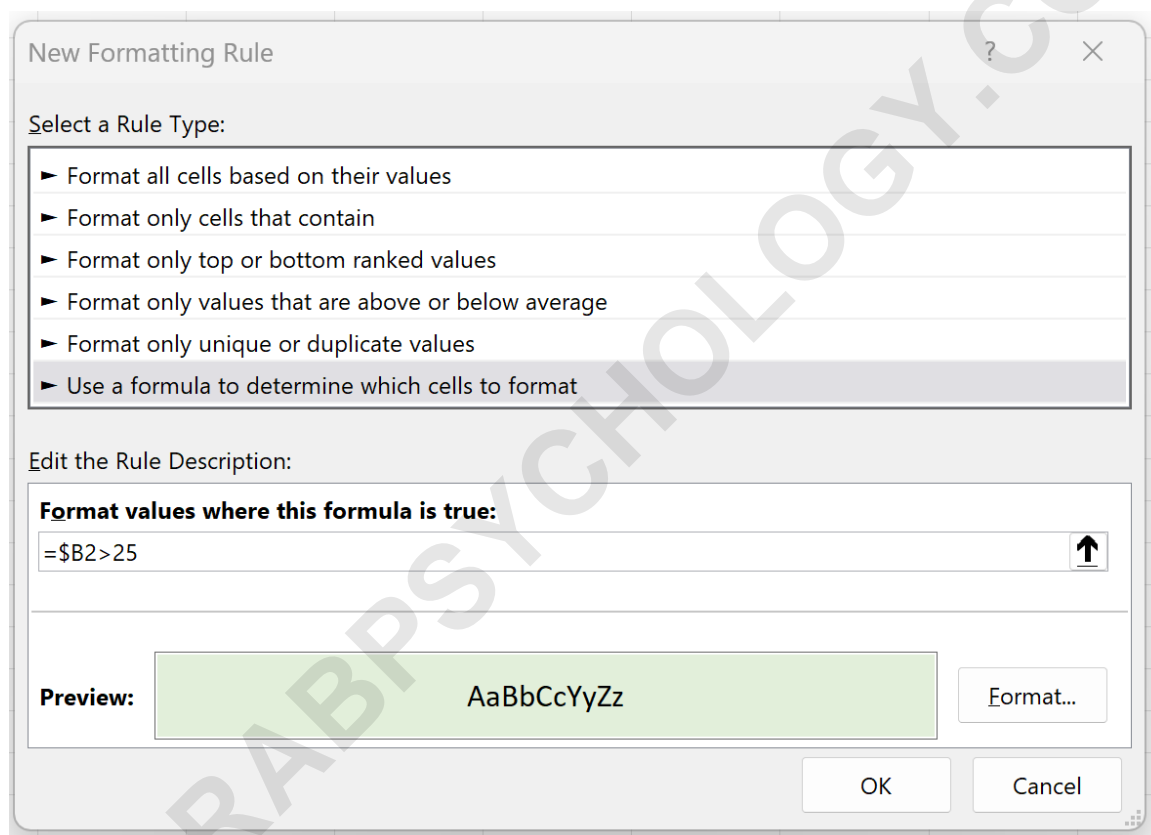 New Formatting Rule ?
Select a Rule Type:
► Format all cells based on their values
► Format only cells that contain
► Format only top or bottom ranked values
► Format only values that are above or below average
► Format only unique or duplicate values
► Use a formula to determine which cells to format
Edit the Rule Description:
Format values where this formula is true:
=$B2>25
Preview:
AaBbCcYyZz
Format...
OK
Cancel
RABPSYCHOLOGY.CO